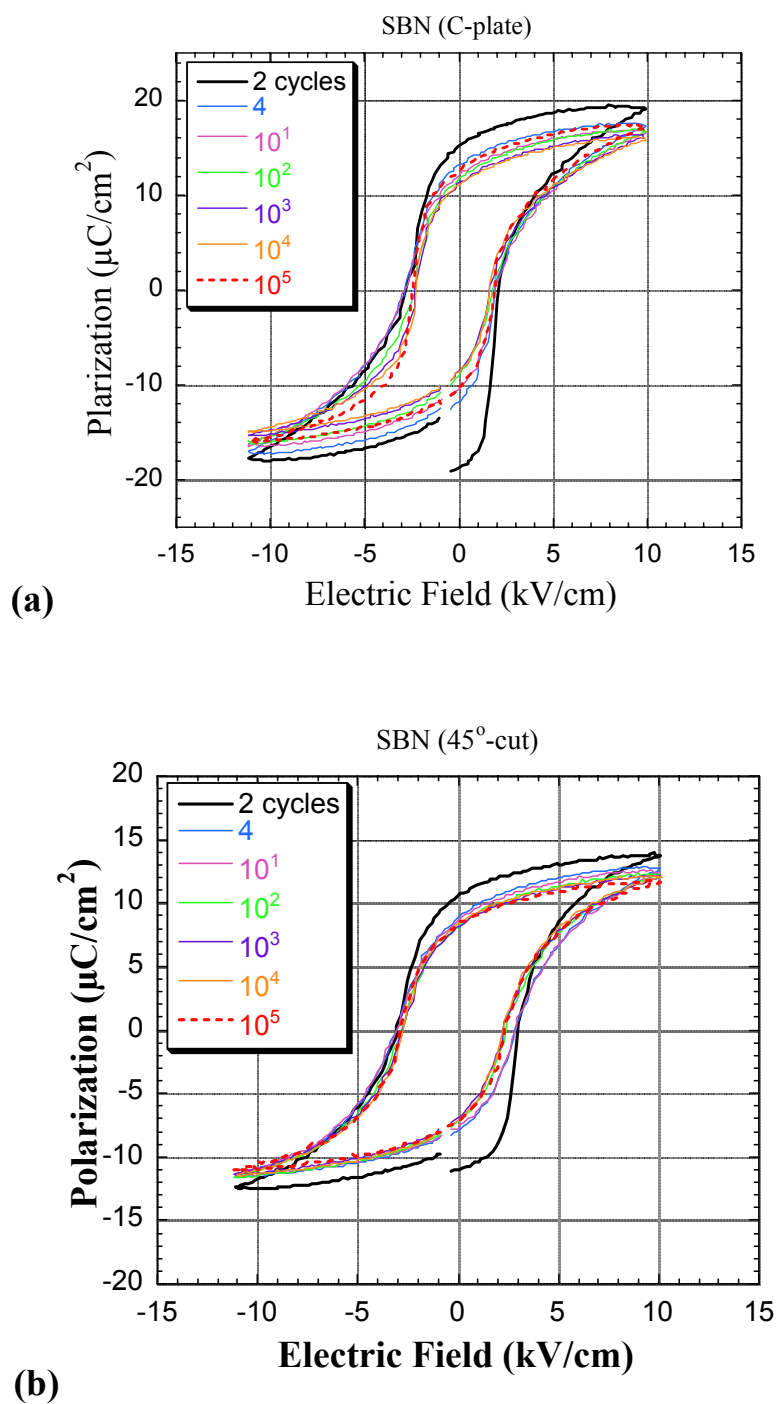 SBN (C-plate)
2 cycles
4
10¹
10²
10³
10⁴
10⁵
20
10
0
-10
-20
Plarization (µC/cm²)
-15 -10 -5 0 5 10 15
Electric Field (kV/cm)
(a)
SBN (45°-cut)
2 cycles
4
10¹
10²
10³
10⁴
10⁵
20
15
10
5
0
-5
-10
-15
-20
Polarization (µC/cm²)
-15 -10 -5 0 5 10 15
Electric Field (kV/cm)
(b)